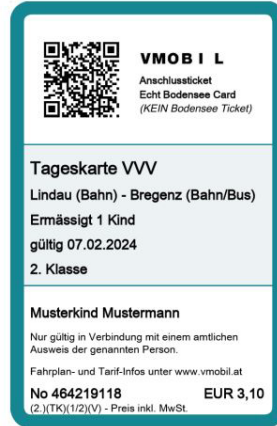 VMOBIL
Anschlussticket
Echt Bodensee Card
(KEIN Bodensee Ticket)
Tageskarte VVV
Lindau (Bahn) - Bregenz (Bahn/Bus)
Ermässigt 1 Kind
gültig 07.02.2024
2. Klasse
Musterkind Mustermann
Nur gültig in Verbindung mit einem amtlichen
Ausweis der genannten Person.
Fahrplan- und Tarif-Infos unter www.vmobil.at
No 464219118 EUR 3,10
(2.)(TK)(1/2)(V) - Preis inkl. MwSt.